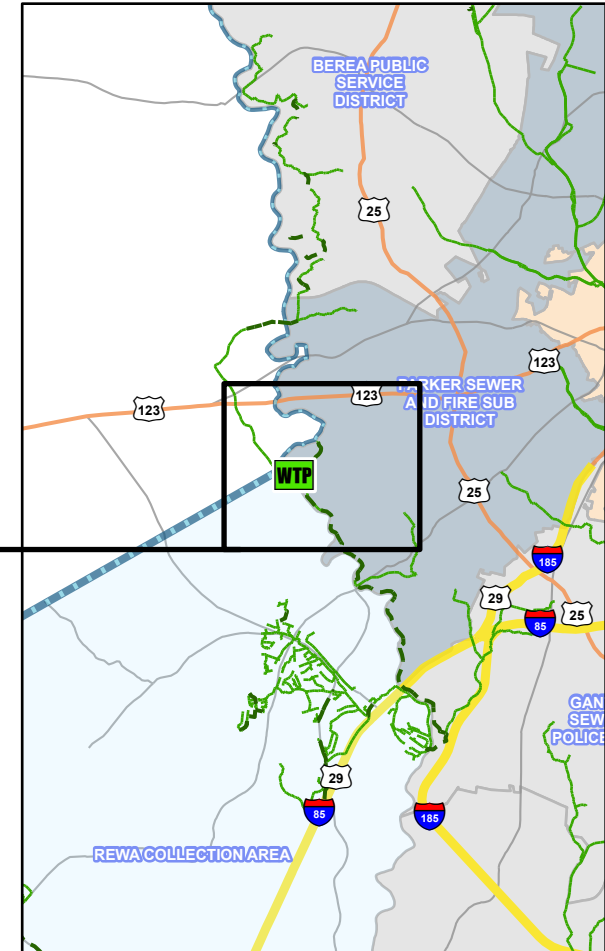 BEREA PUBLIC
SERVICE
DISTRICT
25
123
123
123
PARKER SEWER
AND FIRE SUB
DISTRICT
WTP
25
185
29
85
25
GAN
SEW
POLICE
29
85
185
REWA COLLECTION AREA